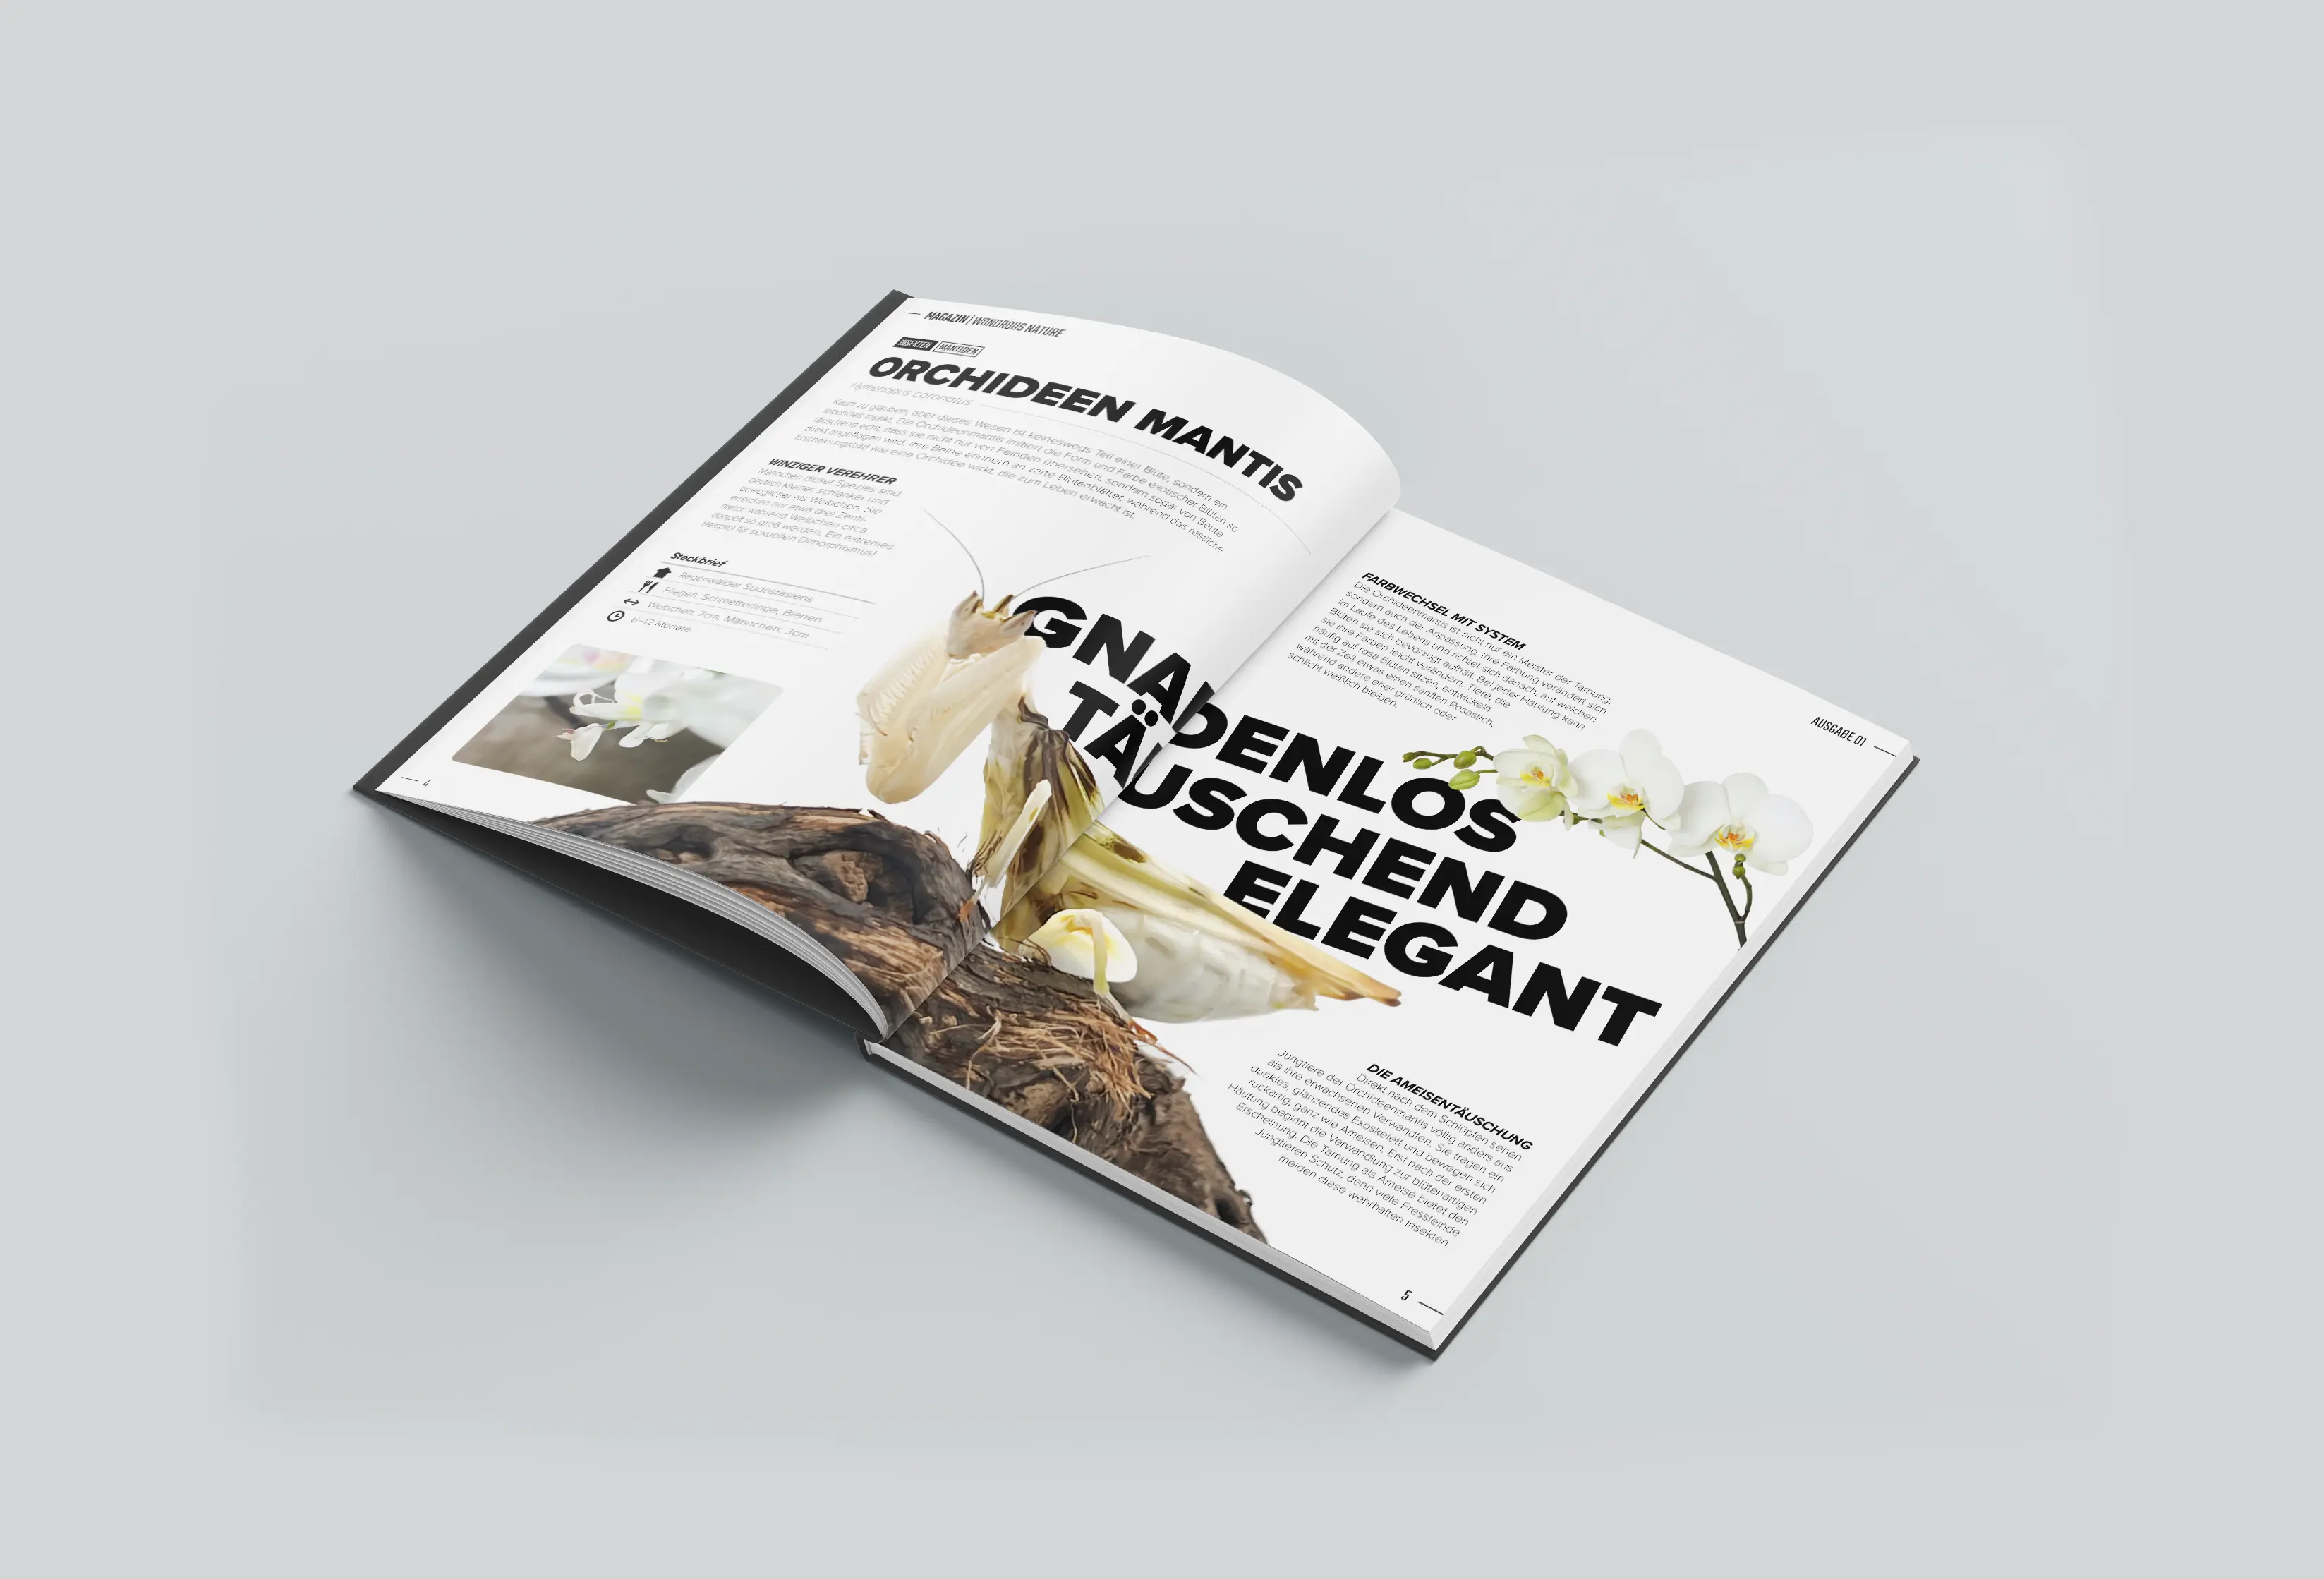 MAGAZIN | WONDROUS NATURE
INSEKTEN MANTIDEN
ORCHIDEEN MANTIS
Hymenopus coronatus
Kaum zu glauben, aber dieses Wesen ist keineswegs Teil einer Blüte, sondern ein
lebendes Insekt. Die Orchideenmantis imitiert die Form und Farbe exotischer Blüten so
täuschend echt, dass sie nicht nur von Feinden übersehen, sondern sogar von Beute
direkt angeflogen wird. Ihre Beine erinnern an zarte Blütenblätter, während das restliche
Erscheinungsbild wie eine Orchidee wirkt, die zum Leben erwacht ist.
WINZIGER VEREHRER
Männchen dieser Spezies sind
deutlich kleiner, schlanker und
beweglicher als Weibchen. Sie
erreichen nur etwa drei Zenti-
meter, während Weibchen circa
doppelt so groß werden. Ein extremes
Beispiel für sexuellen Dimorphismus!
Steckbrief
Regenwälder Südostasiens
Fliegen, Schmetterlinge, Bienen
Weibchen: 7cm, Männchen: 3cm
8–12 Monate
4
GNADENLOS
TÄUSCHEND
ELEGANT
FARBWECHSEL MIT SYSTEM
Die Orchideenmantis ist nicht nur ein Meister der Tarnung,
sondern auch der Anpassung. Ihre Färbung verändert sich
im Laufe des Lebens und richtet sich danach, auf welchen
Blüten sie sich bevorzugt aufhält. Bei jeder Häutung kann
sie ihre Farben leicht verändern. Tiere, die
häufig auf rosa Blüten sitzen, entwickeln
mit der Zeit etwas einen sanften Rosastich,
während andere eher grünlich oder
schlicht weißlich bleiben.
AUSGABE 01
DIE AMEISENTÄUSCHUNG
Direkt nach dem Schlüpfen sehen
Jungtiere der Orchideenmantis völlig anders aus
als ihre erwachsenen Verwandten. Sie tragen ein
dunkles, glänzendes Exoskelett und bewegen sich
ruckartig, ganz wie Ameisen. Erst nach der ersten
Häutung beginnt die Verwandlung zur blütenartigen
Erscheinung. Die Tarnung als Ameise bietet den
Jungtieren Schutz, denn viele Fressfeinde
meiden diese wehrhaften Insekten.
5